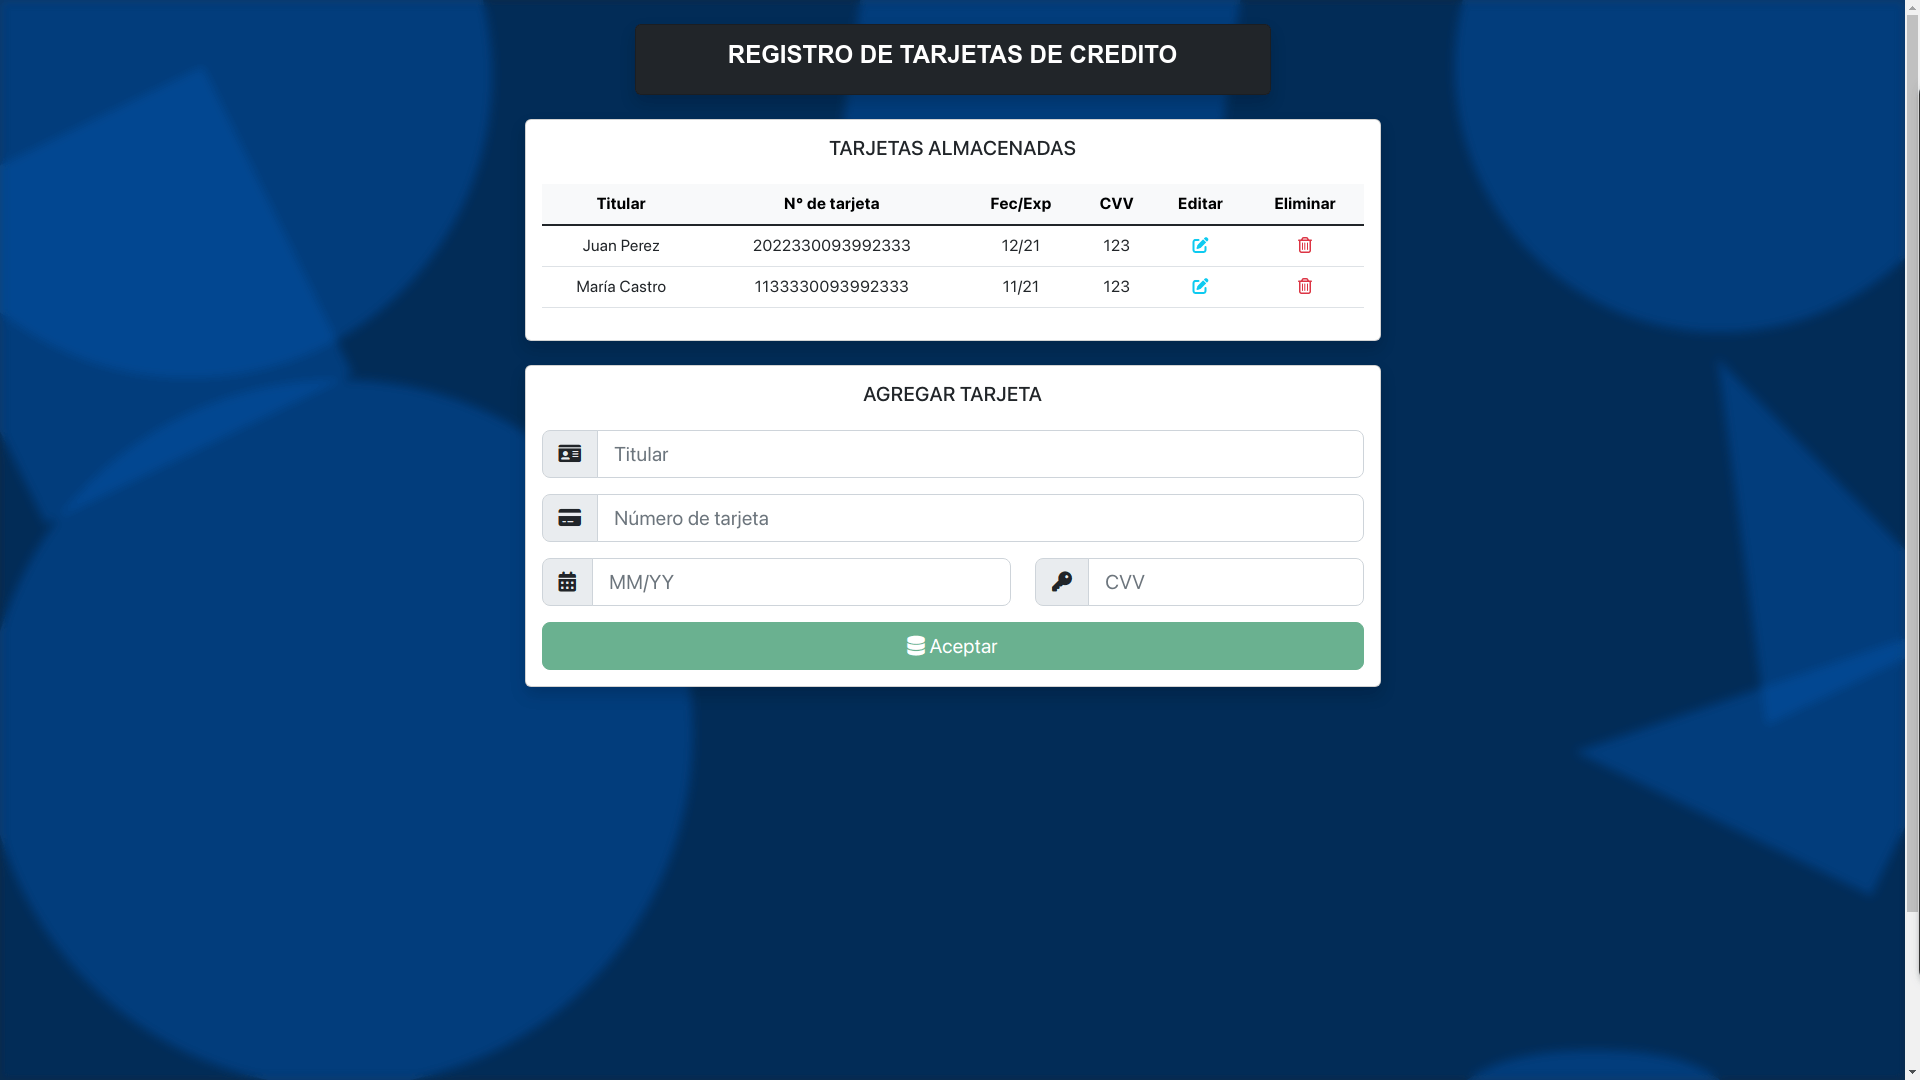 REGISTRO DE TARJETAS DE CREDITO
TARJETAS ALMACENADAS
Titular N° de tarjeta Fec/Exp CVV Editar Eliminar
Juan Perez 2022330093992333 12/21 123
María Castro 1133330093992333 11/21 123
AGREGAR TARJETA
Titular
Número de tarjeta
MM/YY CVV
Aceptar